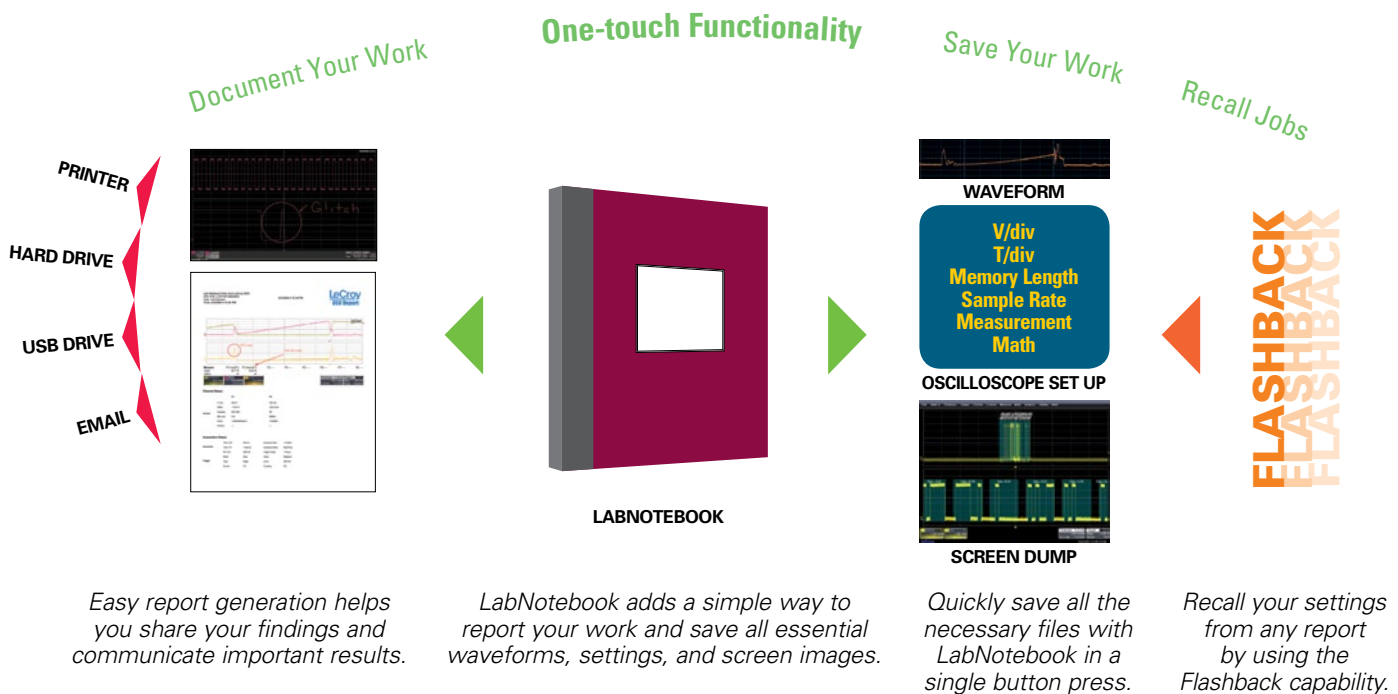 One-touch Functionality
Document Your Work
Save Your Work
Recall Jobs
PRINTER
HARD DRIVE
USB DRIVE
EMAIL
Glitch
LeCroy
LABNOTEBOOK
WAVEFORM
V/div
T/div
Memory Length
Sample Rate
Measurement
Math
OSCILLOSCOPE SET UP
SCREEN DUMP
FLASHBACK
FLASHBACK
FLASHBACK
Easy report generation helps
you share your findings and
communicate important results.
LabNotebook adds a simple way to
report your work and save all essential
waveforms, settings, and screen images.
Quickly save all the
necessary files with
LabNotebook in a
single button press.
Recall your settings
from any report
by using the
Flashback capability.